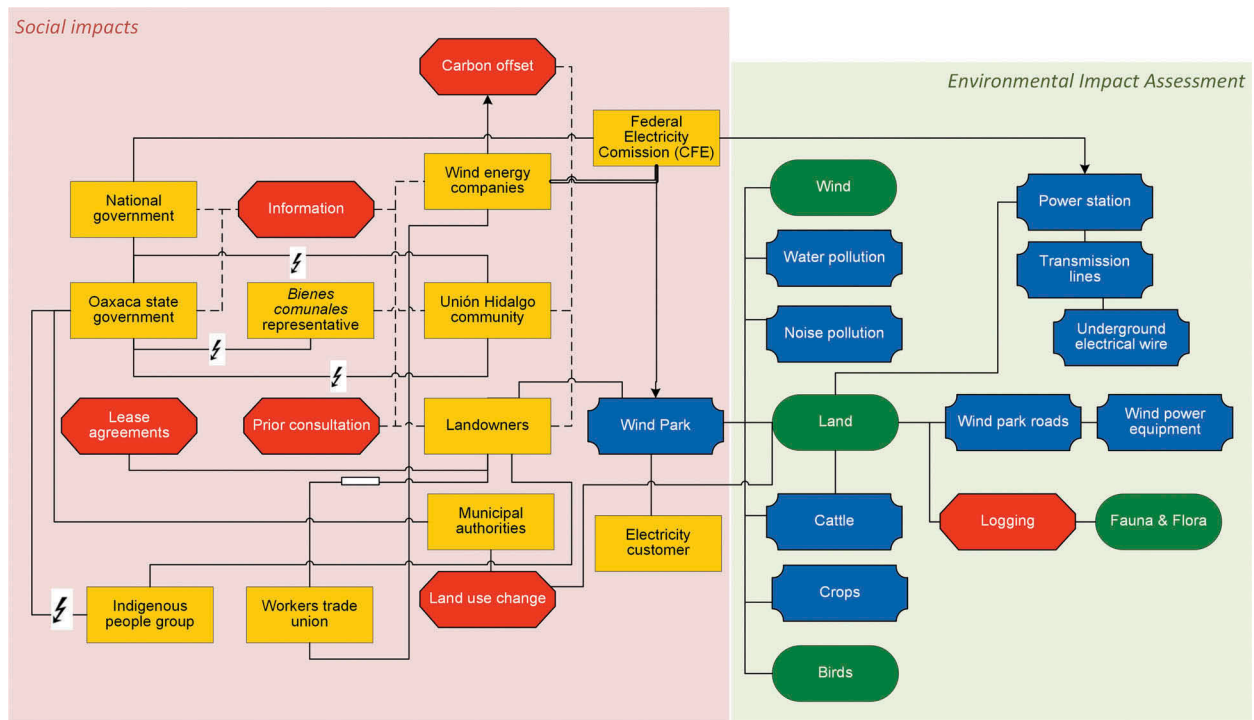 Social impacts
Environmental Impact Assessment
Carbon offset
Federal
Electricity
Comission (CFE)
Wind energy
companies
National
government
Information
Wind
Power station
Water pollution
Transmission
lines
Oaxaca state
government
Bienes
comunales
representative
Unión Hidalgo
community
Noise pollution
Underground
electrical wire
Lease
agreements
Prior consultation
Landowners
Wind Park
Land
Wind park roads
Wind power
equipment
Municipal
authorities
Electricity
customer
Cattle
Logging
Fauna & Flora
Indigenous
people group
Workers trade
union
Land use change
Crops
Birds